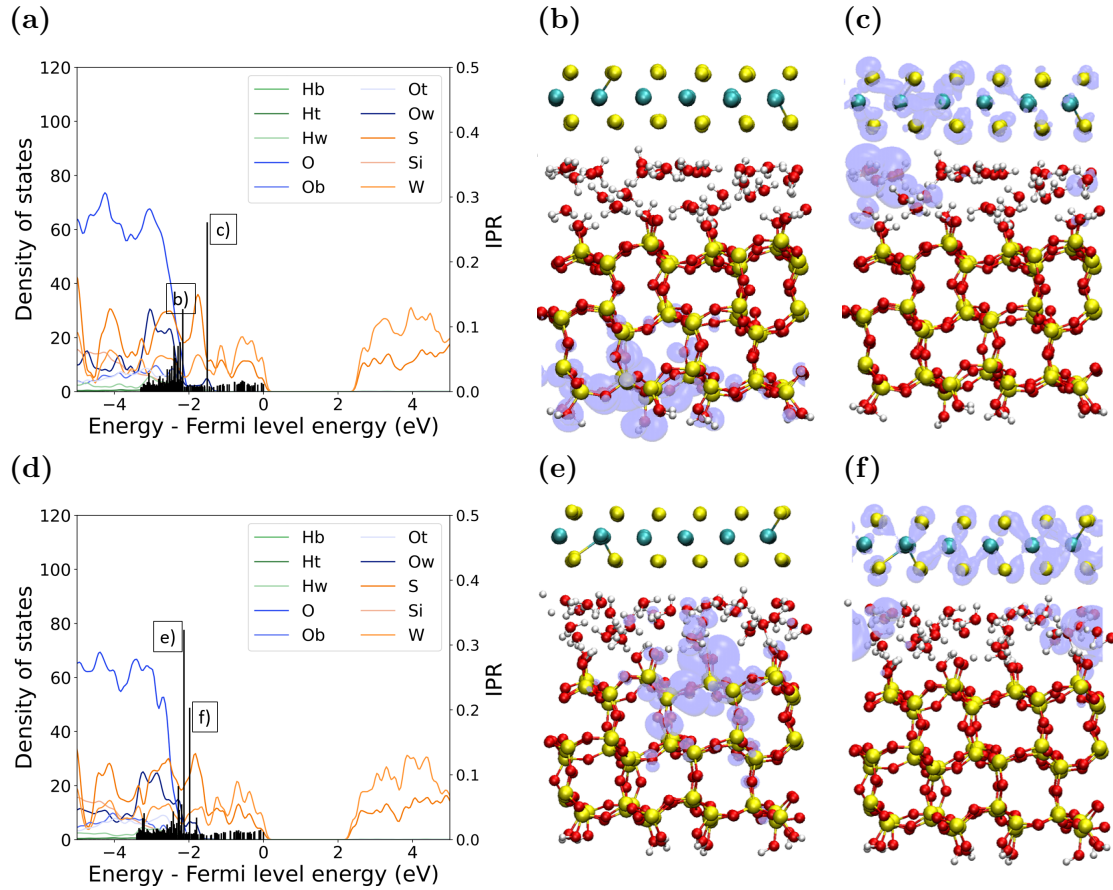 (a)
120
100
80
60
40
20
0
Density of states
−4
−2
0
2
4
Energy - Fermi level energy (eV)
0.5
0.4
0.3
0.2
0.1
0.0
IPR
Hb
Ht
Hw
O
Ob
Ot
Ow
S
Si
W
b)
c)
(b)
(c)
(d)
120
100
80
60
40
20
0
Density of states
−4
−2
0
2
4
Energy - Fermi level energy (eV)
0.5
0.4
0.3
0.2
0.1
0.0
IPR
Hb
Ht
Hw
O
Ob
Ot
Ow
S
Si
W
e)
f)
(e)
(f)